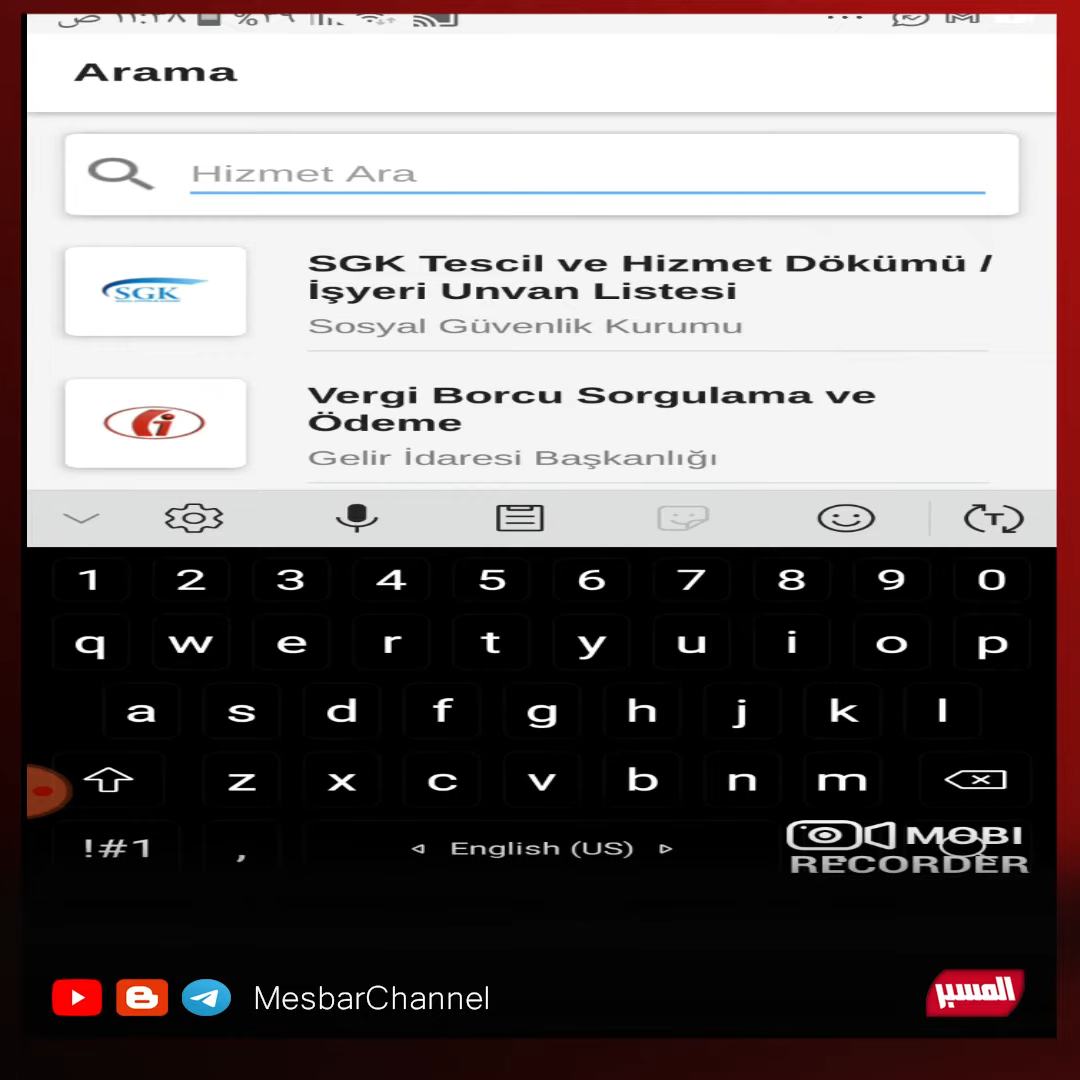 Arama
Hizmet Ara
SGK
SGK Tescil ve Hizmet Dökümü /
İşyeri Unvan Listesi
Sosyal Güvenlik Kurumu
Vergi Borcu Sorgulama ve
Ödeme
Gelir İdaresi Başkanlığı
T
1 2 3 4 5 6 7 8 9 0
q w e r t y u i o p
a s d f g h j k l
z x c v b n m
!#1 , English (US)
MOBI
RECORDER
MesbarChannel
المسبر